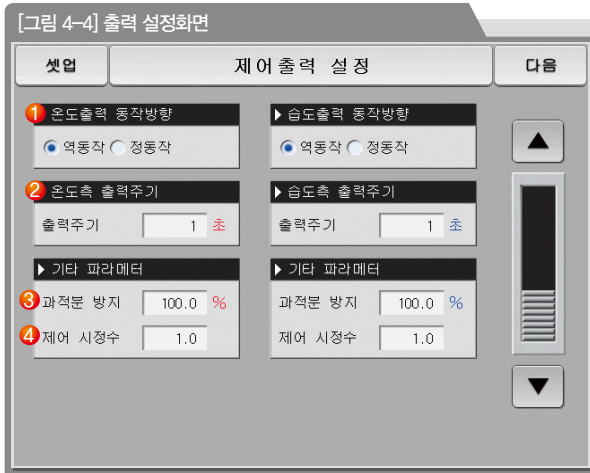 [그림 4-4] 출력 설정화면
셋업 제어출력 설정 다음
1 온도출력 동작방향 ▶ 습도출력 동작방향
역동작 정동작 역동작 정동작
2 온도측 출력주기 ▶ 습도측 출력주기
출력주기 1 초 출력주기 1 초
▶ 기타 파라메터 ▶ 기타 파라메터
3 과적분 방지 100.0 % 과적분 방지 100.0 %
4 제어 시정수 1.0 제어 시정수 1.0